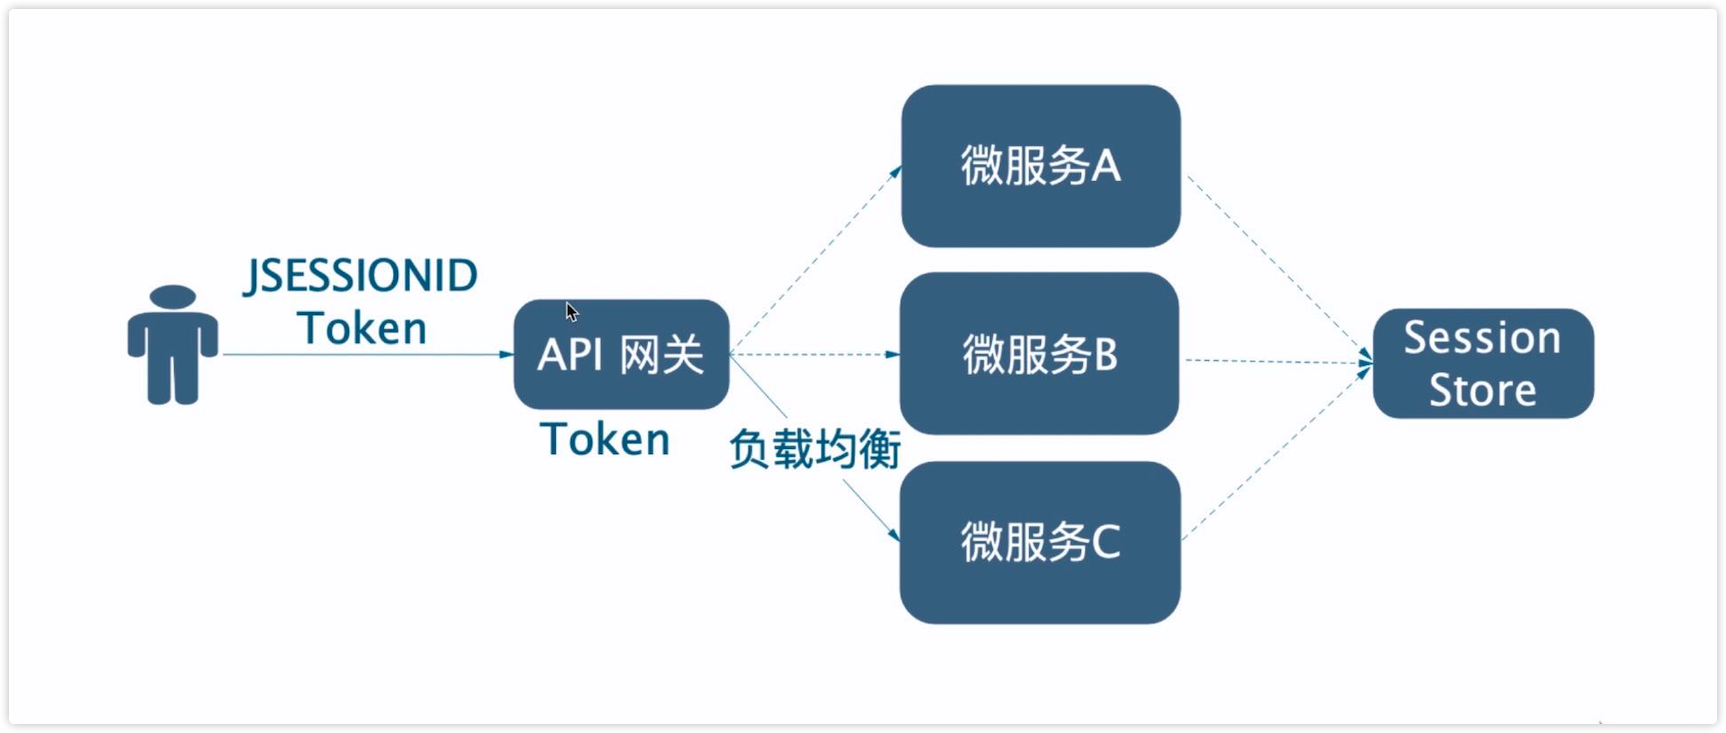 JSESSIONID
Token
API 网关
Token
负载均衡
微服务A
微服务B
微服务C
Session
Store